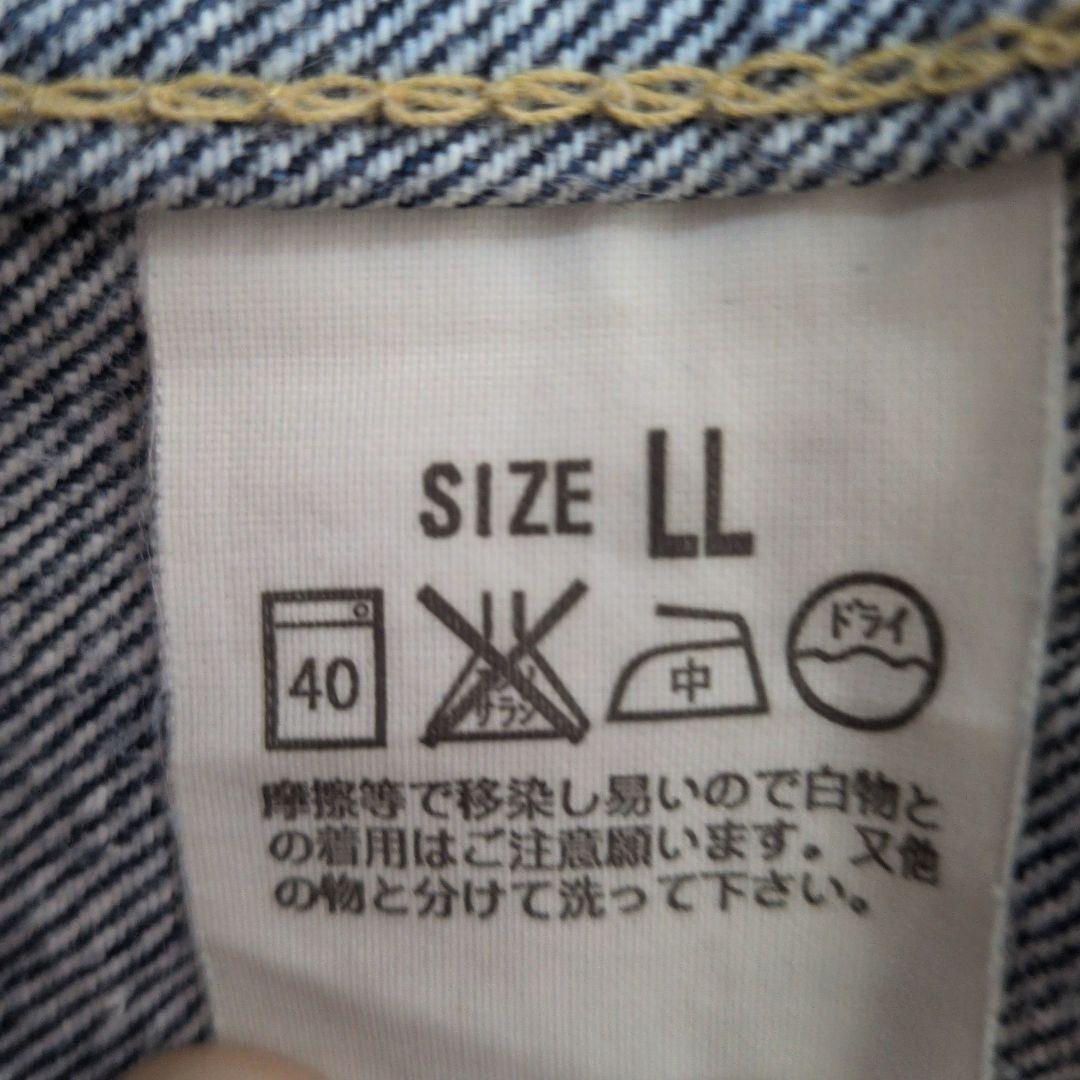 SIZE LL
40 サラシ 中 ドライ
摩擦等で移染し易いので白物と
の着用はご注意願います。又他
の物と分けて洗って下さい。